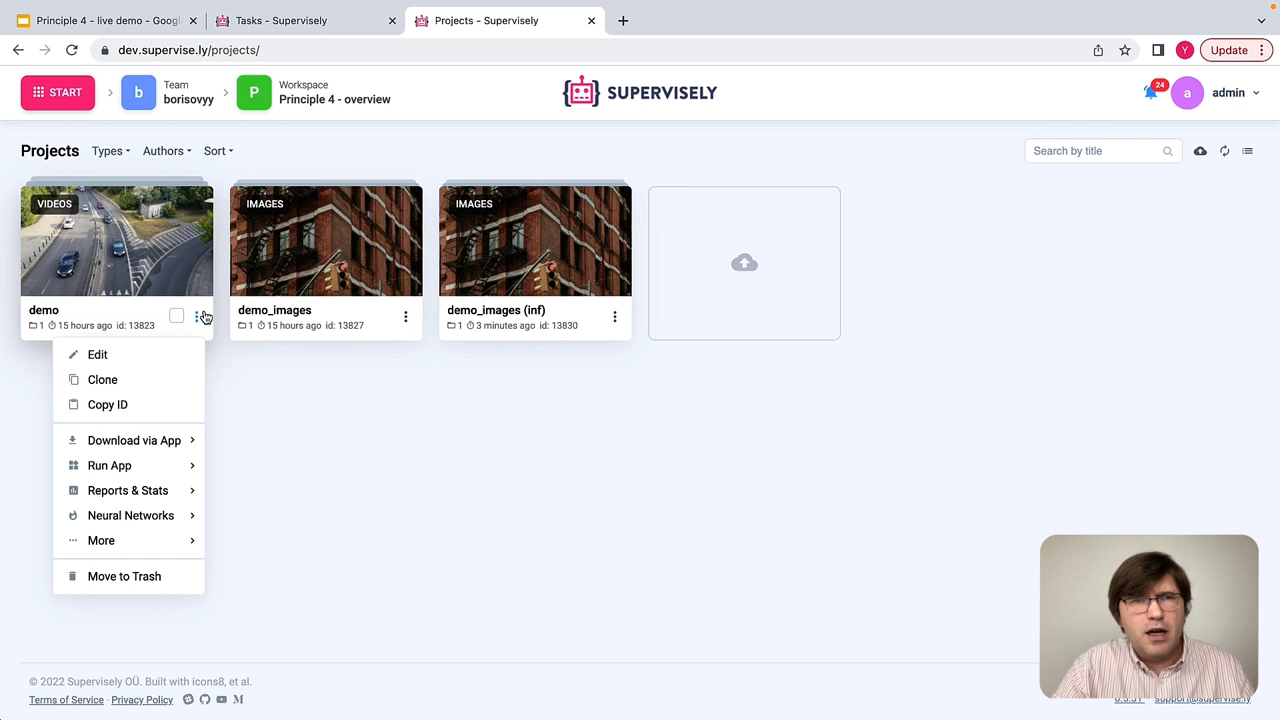 Principle 4 - live demo - Googl
Tasks - Supervisely
Projects - Supervisely
dev.supervise.ly/projects/
Y
Update
START
b
Team
borisovyy
P
Workspace
Principle 4 - overview
SUPERVISELY
24
a
admin
Projects
Types
Authors
Sort
Search by title
VIDEOS
demo
1 15 hours ago id: 13823
IMAGES
demo_images
1 15 hours ago id: 13827
IMAGES
demo_images (inf)
1 3 minutes ago id: 13830
Edit
Clone
Copy ID
Download via App
Run App
Reports & Stats
Neural Networks
More
Move to Trash
© 2022 Supervisely OÜ. Built with icons8, et al.
Terms of Service · Privacy Policy
support@supervise.ly